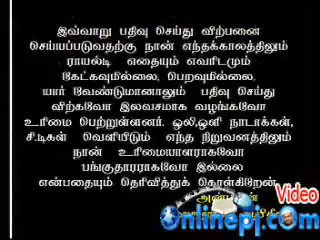 இவ்வாறு பதிவு செய்து விற்பனை
செய்யப்படுவதற்கு நான் எந்தக்காலத்திலும்
ராயல்டி எதையும் எவரிடமும்
கேட்கவுமில்லை, பெறவுமில்லை.
யார் வேண்டுமானாலும் பதிவு செய்து
விற்கவோ இலவசமாக வழங்கவோ
உரிமை பெற்றுள்ளனர். ஒலி,ஒளி நாடாக்கள்,
சி.டிகள் வெளியிடும் எந்த நிறுவனத்திலும்
நான் உரிமையாளராகவோ
பங்குதாரராகவோ இல்லை
என்பதையும் தெரிவித்துக் கொள்கிறேன்.
Video
Onlinepj.com